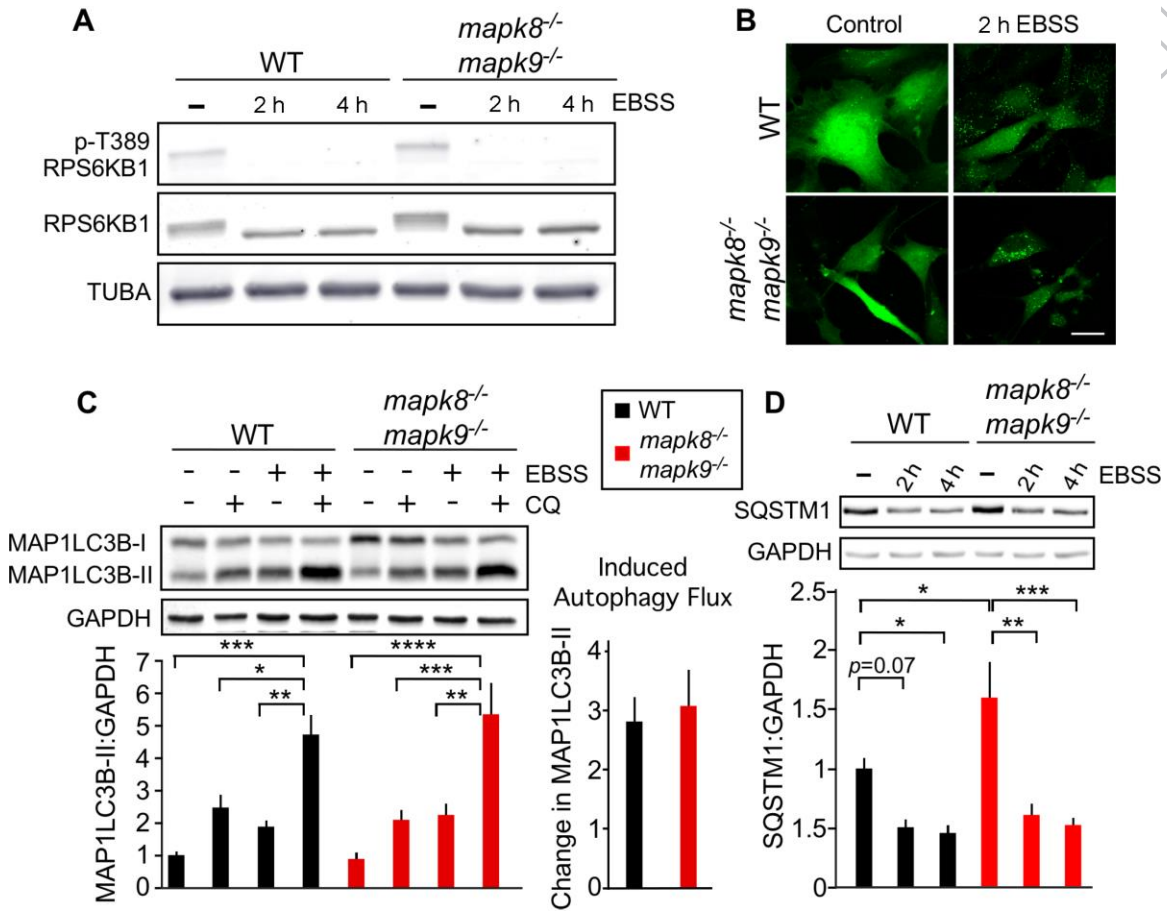 A
WT
mapk8-/-
mapk9-/-
– 2 h 4 h – 2 h 4 h EBSS
p-T389
RPS6KB1
RPS6KB1
TUBA
B
Control 2 h EBSS
WT
mapk8-/-
mapk9-/-
C
WT
mapk8-/-
mapk9-/-
- - + + - - + + EBSS
- + - + - + - + CQ
MAP1LC3B-I
MAP1LC3B-II
GAPDH
MAP1LC3B-II:GAPDH
7
6
5
4
3
2
1
0
***
*
**
****
***
**
WT
mapk8-/-
mapk9-/-
Induced
Autophagy Flux
Change in MAP1LC3B-II
4
3
2
1
0
D
WT
mapk8-/-
mapk9-/-
– 2h 4h – 2h 4h EBSS
SQSTM1
GAPDH
SQSTM1:GAPDH
2.5
1
1.5
1
1.5
0
*
*
p=0.07
***
**